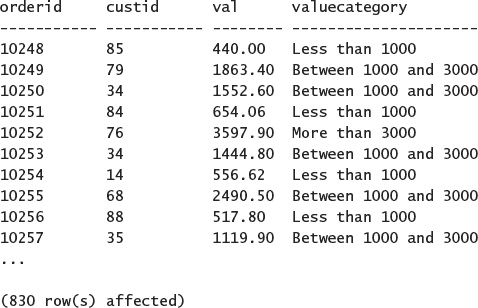 orderid     custid      val      valuecategory
----------- ----------- -------- --------------------
10248       85          440.00   Less than 1000
10249       79          1863.40  Between 1000 and 3000
10250       34          1552.60  Between 1000 and 3000
10251       84          654.06   Less than 1000
10252       76          3597.90  More than 3000
10253       34          1444.80  Between 1000 and 3000
10254       14          556.62   Less than 1000
10255       68          2490.50  Between 1000 and 3000
10256       88          517.80   Less than 1000
10257       35          1119.90  Between 1000 and 3000
...
(830 row(s) affected)